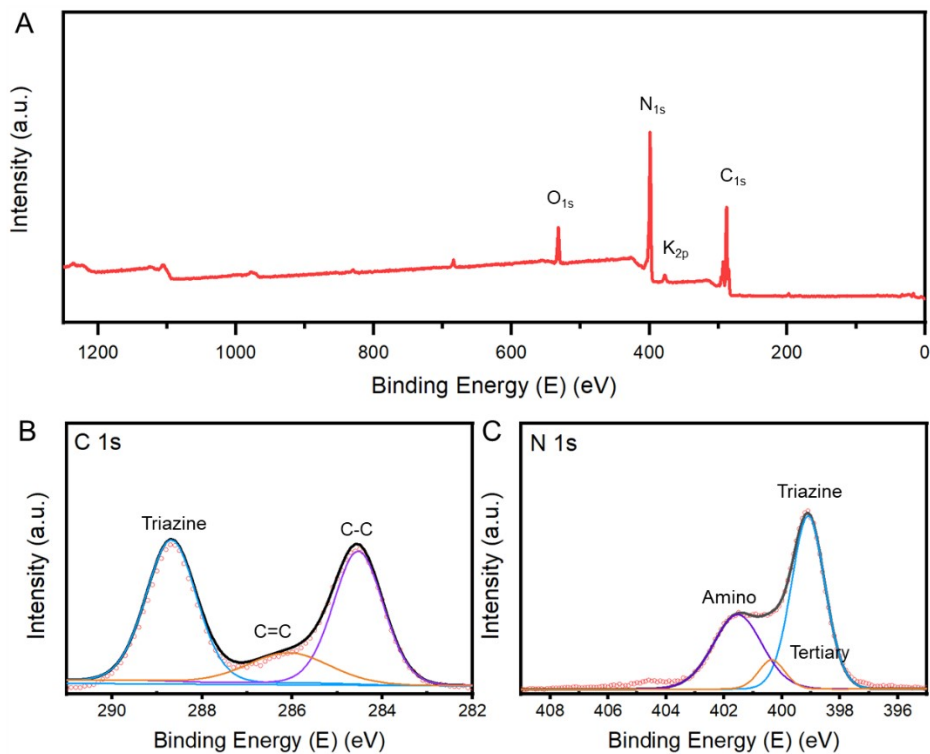 A
Intensity (a.u.)
N1s
C1s
O1s
K2p
1200 1000 800 600 400 200 0
Binding Energy (E) (eV)
B
C 1s
Intensity (a.u.)
Triazine
C-C
C=C
290 288 286 284 282
Binding Energy (E) (eV)
C
N 1s
Intensity (a.u.)
Triazine
Amino
Tertiary
408 406 404 402 400 398 396
Binding Energy (E) (eV)